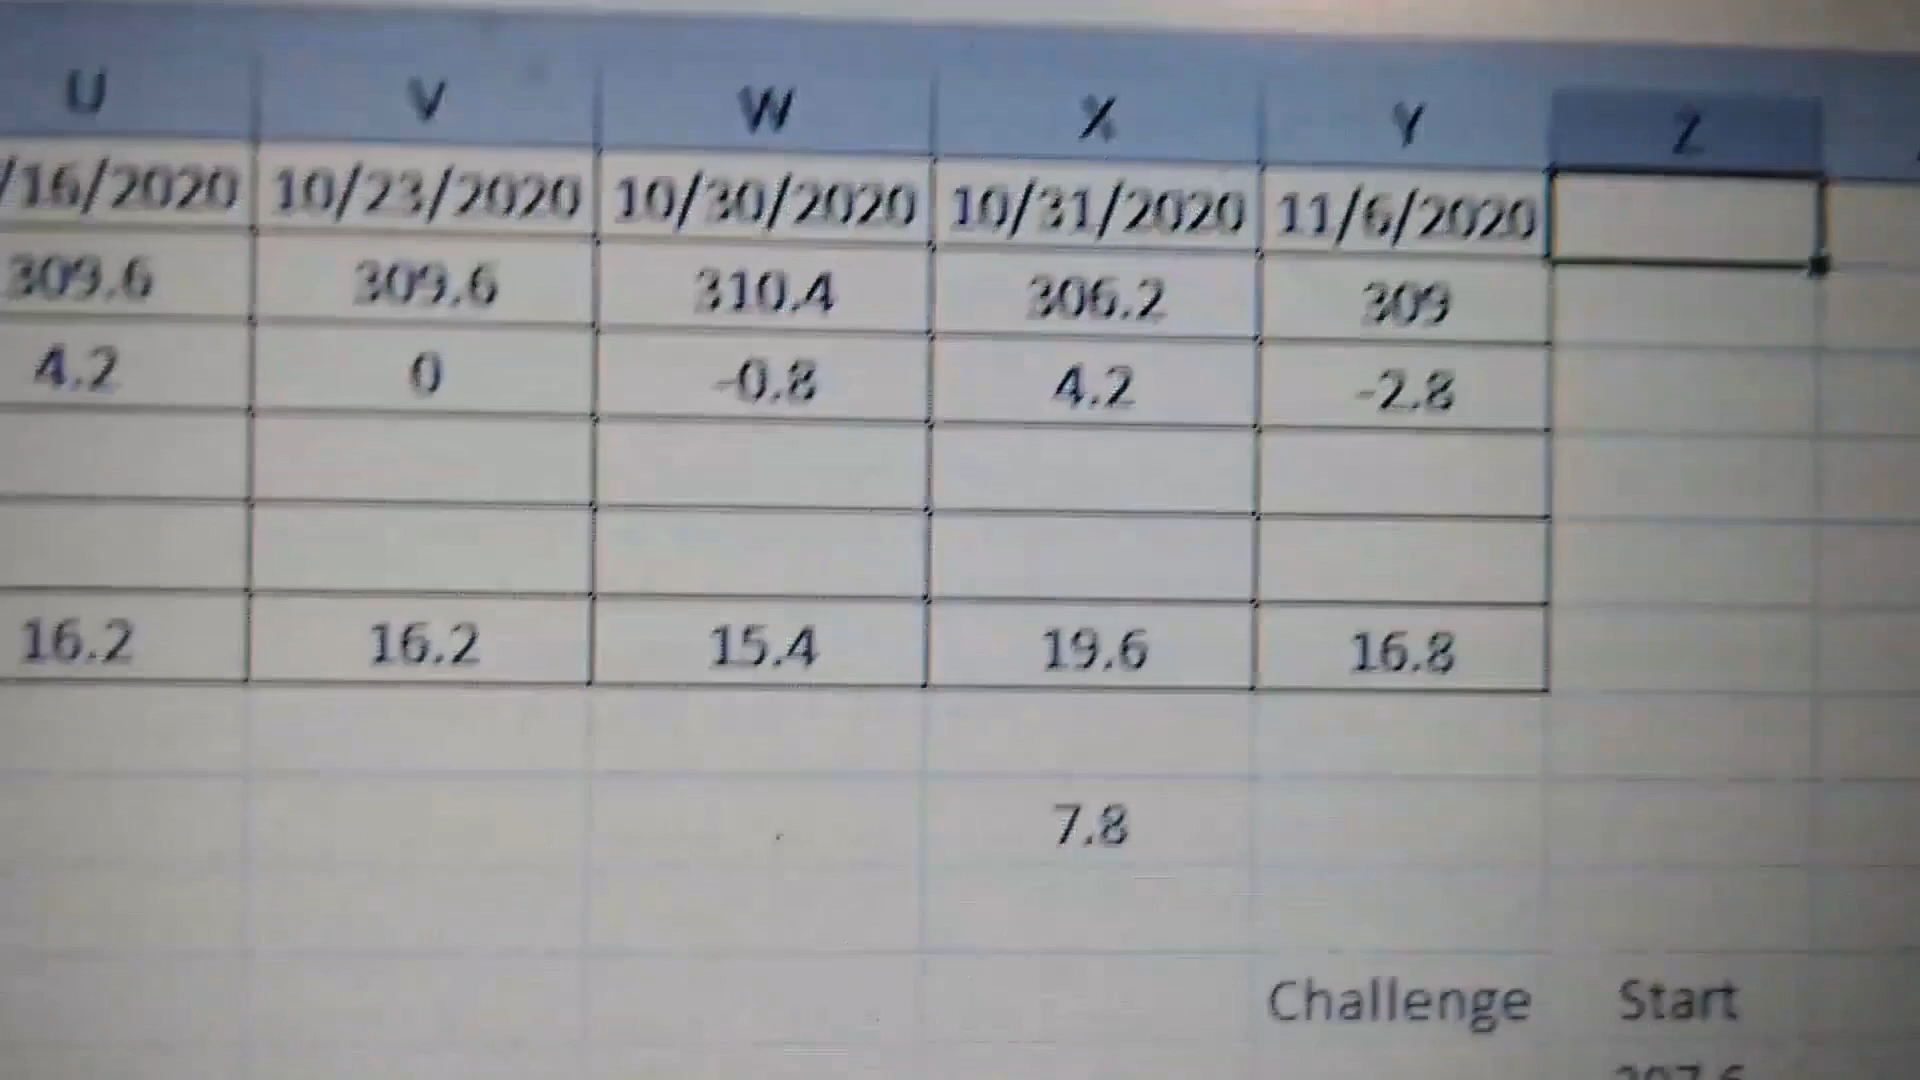 U V W X Y Z
/16/2020 10/23/2020 10/30/2020 10/31/2020 11/6/2020
309.6 309.6 310.4 306.2 309
4.2 0 -0.8 4.2 -2.8
16.2 16.2 15.4 19.6 16.8
7.8
Challenge Start